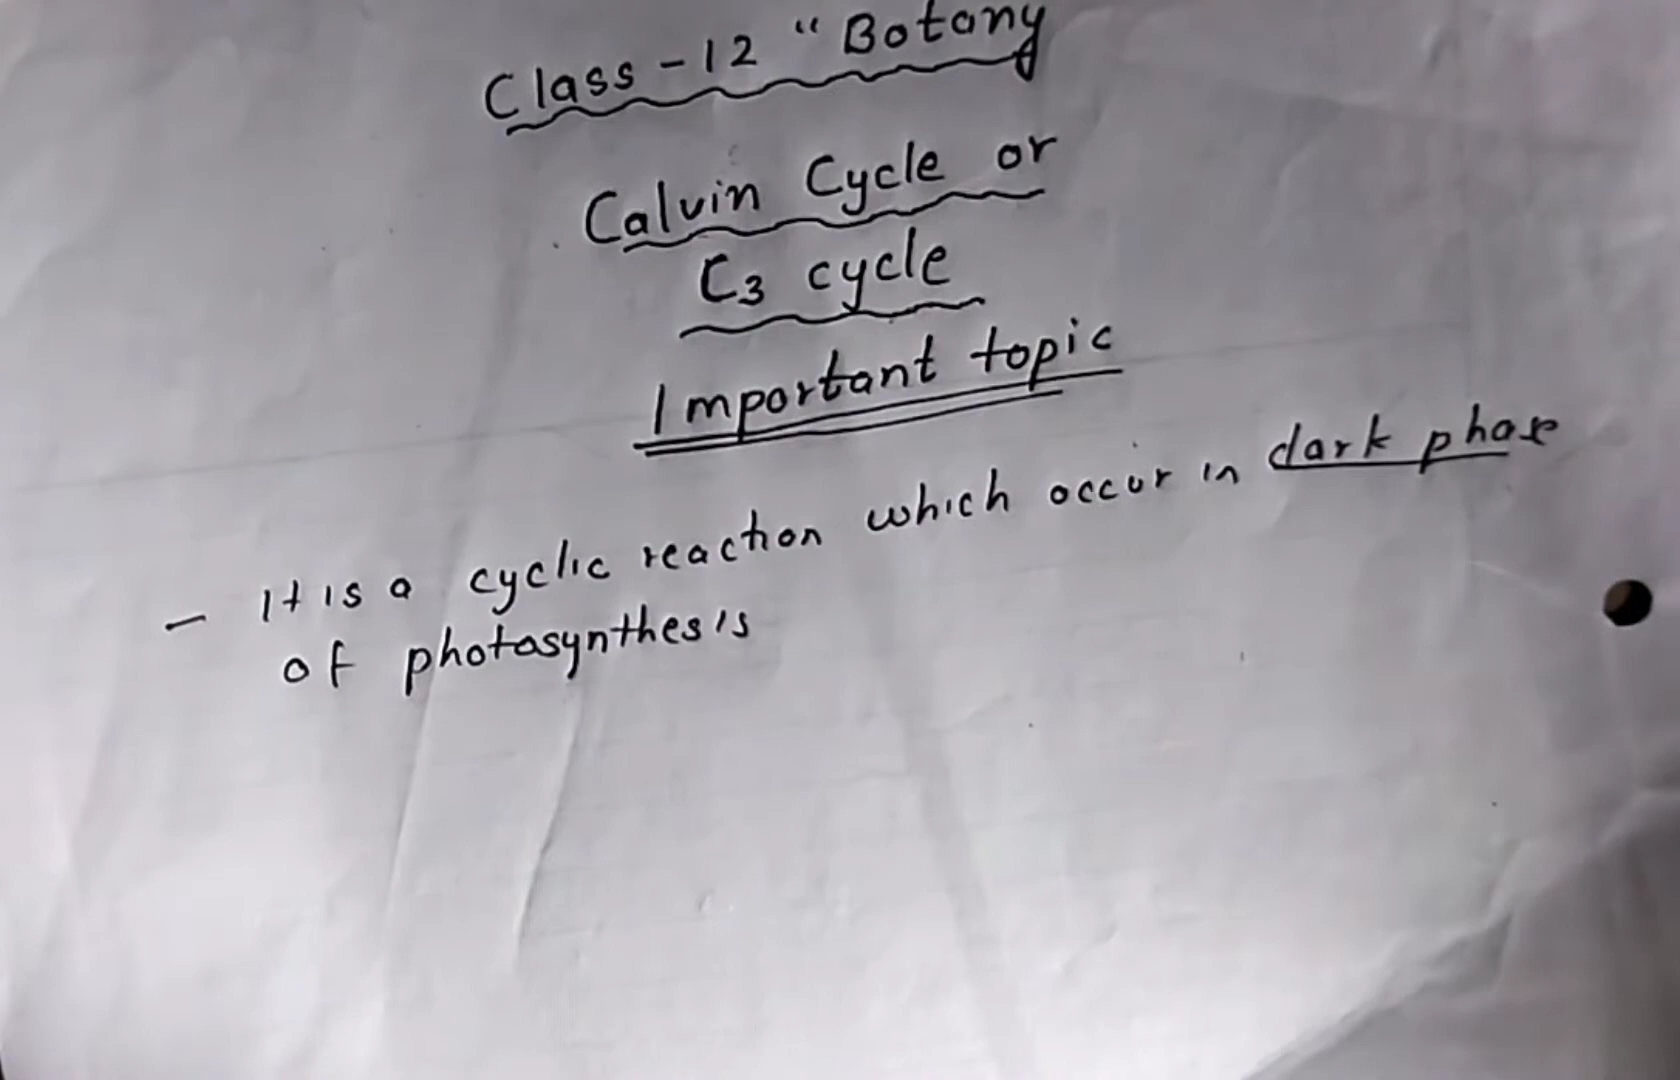 Class - 12 "Botany
Calvin Cycle or
C3 cycle
Important topic
- It is a cyclic reaction which occur in dark phase
of photosynthesis